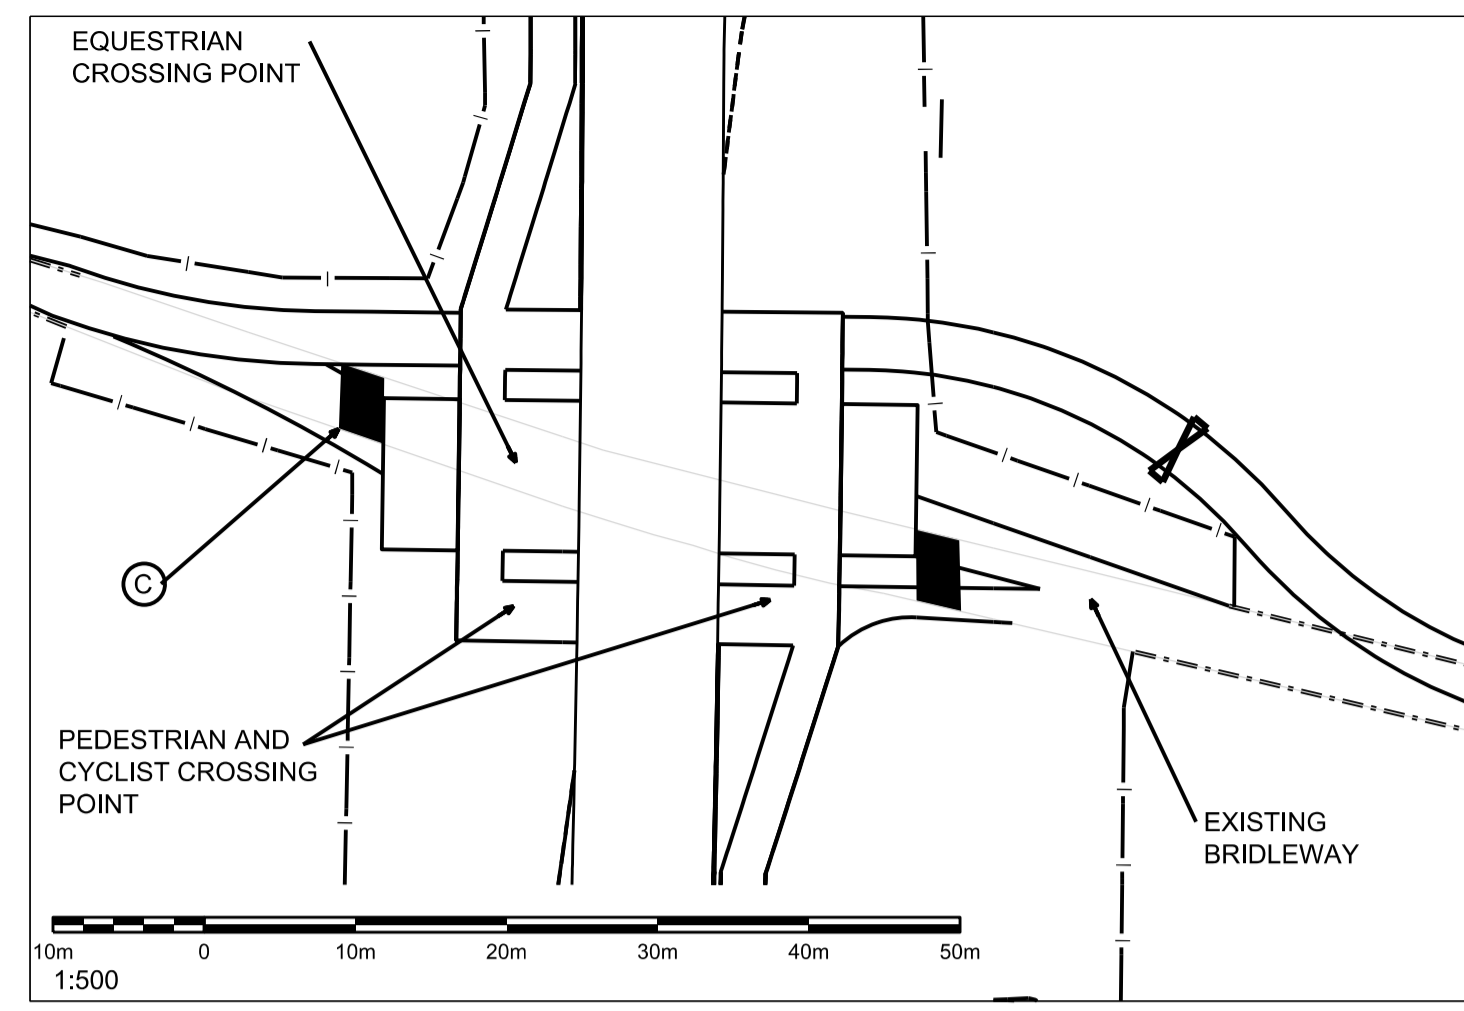 EQUESTRIAN
CROSSING POINT
C
PEDESTRIAN AND
CYCLIST CROSSING
POINT
EXISTING
BRIDLEWAY
10m 0 10m 20m 30m 40m 50m
1:500